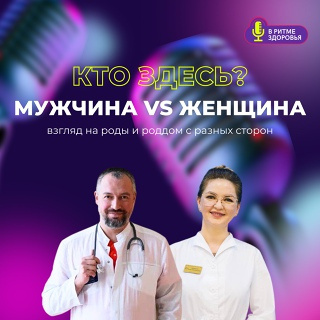 В РИТМЕ
ЗДОРОВЬЯ
КТО ЗДЕСЬ?
МУЖЧИНА VS ЖЕНЩИНА
взгляд на роды и роддом с разных сторон